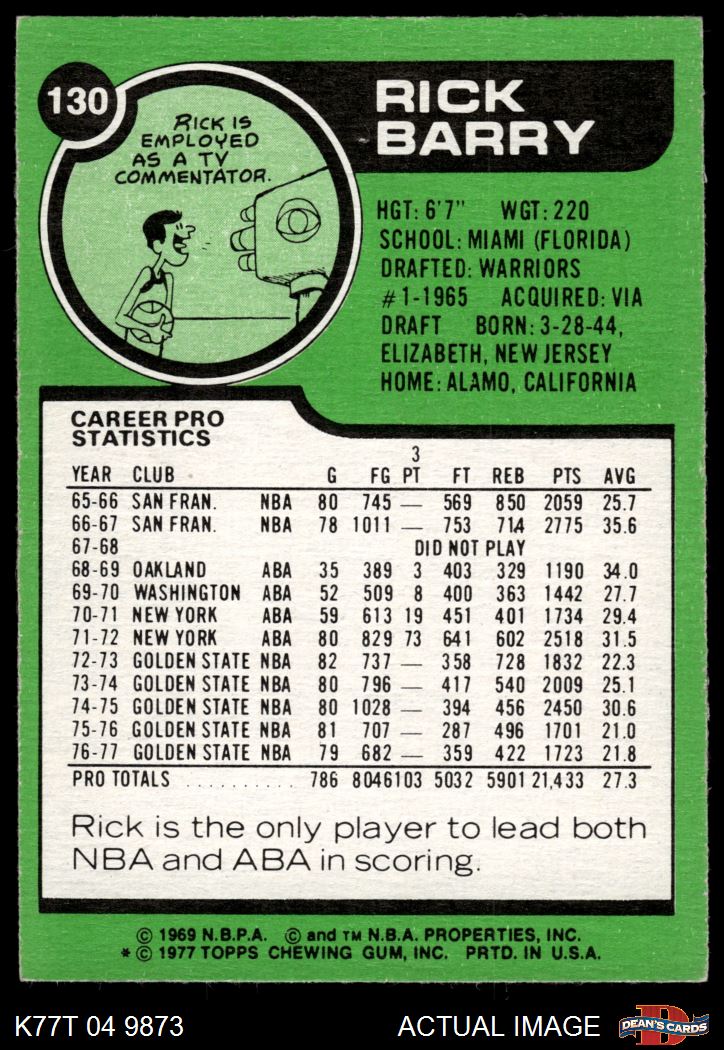 130
RICK IS
EMPLOYED
AS A TV
COMMENTATOR.
RICK
BARRY
HGT: 6'7" WGT: 220
SCHOOL: MIAMI (FLORIDA)
DRAFTED: WARRIORS
#1-1965 ACQUIRED: VIA
DRAFT BORN: 3-28-44,
ELIZABETH, NEW JERSEY
HOME: ALAMO, CALIFORNIA
CAREER PRO
STATISTICS
3
YEAR CLUB G FG PT FT REB PTS AVG
65-66 SAN FRAN. NBA 80 745 — 569 850 2059 25.7
66-67 SAN FRAN. NBA 78 1011 — 753 714 2775 35.6
67-68 DID NOT PLAY
68-69 OAKLAND ABA 35 389 3 403 329 1190 34.0
69-70 WASHINGTON ABA 52 509 8 400 363 1442 27.7
70-71 NEW YORK ABA 59 613 19 451 401 1734 29.4
71-72 NEW YORK ABA 80 829 73 641 602 2518 31.5
72-73 GOLDEN STATE NBA 82 737 — 358 728 1832 22.3
73-74 GOLDEN STATE NBA 80 796 — 417 540 2009 25.1
74-75 GOLDEN STATE NBA 80 1028 — 394 456 2450 30.6
75-76 GOLDEN STATE NBA 81 707 — 287 496 1701 21.0
76-77 GOLDEN STATE NBA 79 682 — 359 422 1723 21.8
PRO TOTALS . . . . . . . . . . 786 8046 103 5032 5901 21,433 27.3
Rick is the only player to lead both
NBA and ABA in scoring.
© 1969 N.B.P.A. © and TM N.B.A. PROPERTIES, INC.
* © 1977 TOPPS CHEWING GUM, INC. PRTD. IN U.S.A.
K77T 04 9873 ACTUAL IMAGE D DEAN'S CARDS